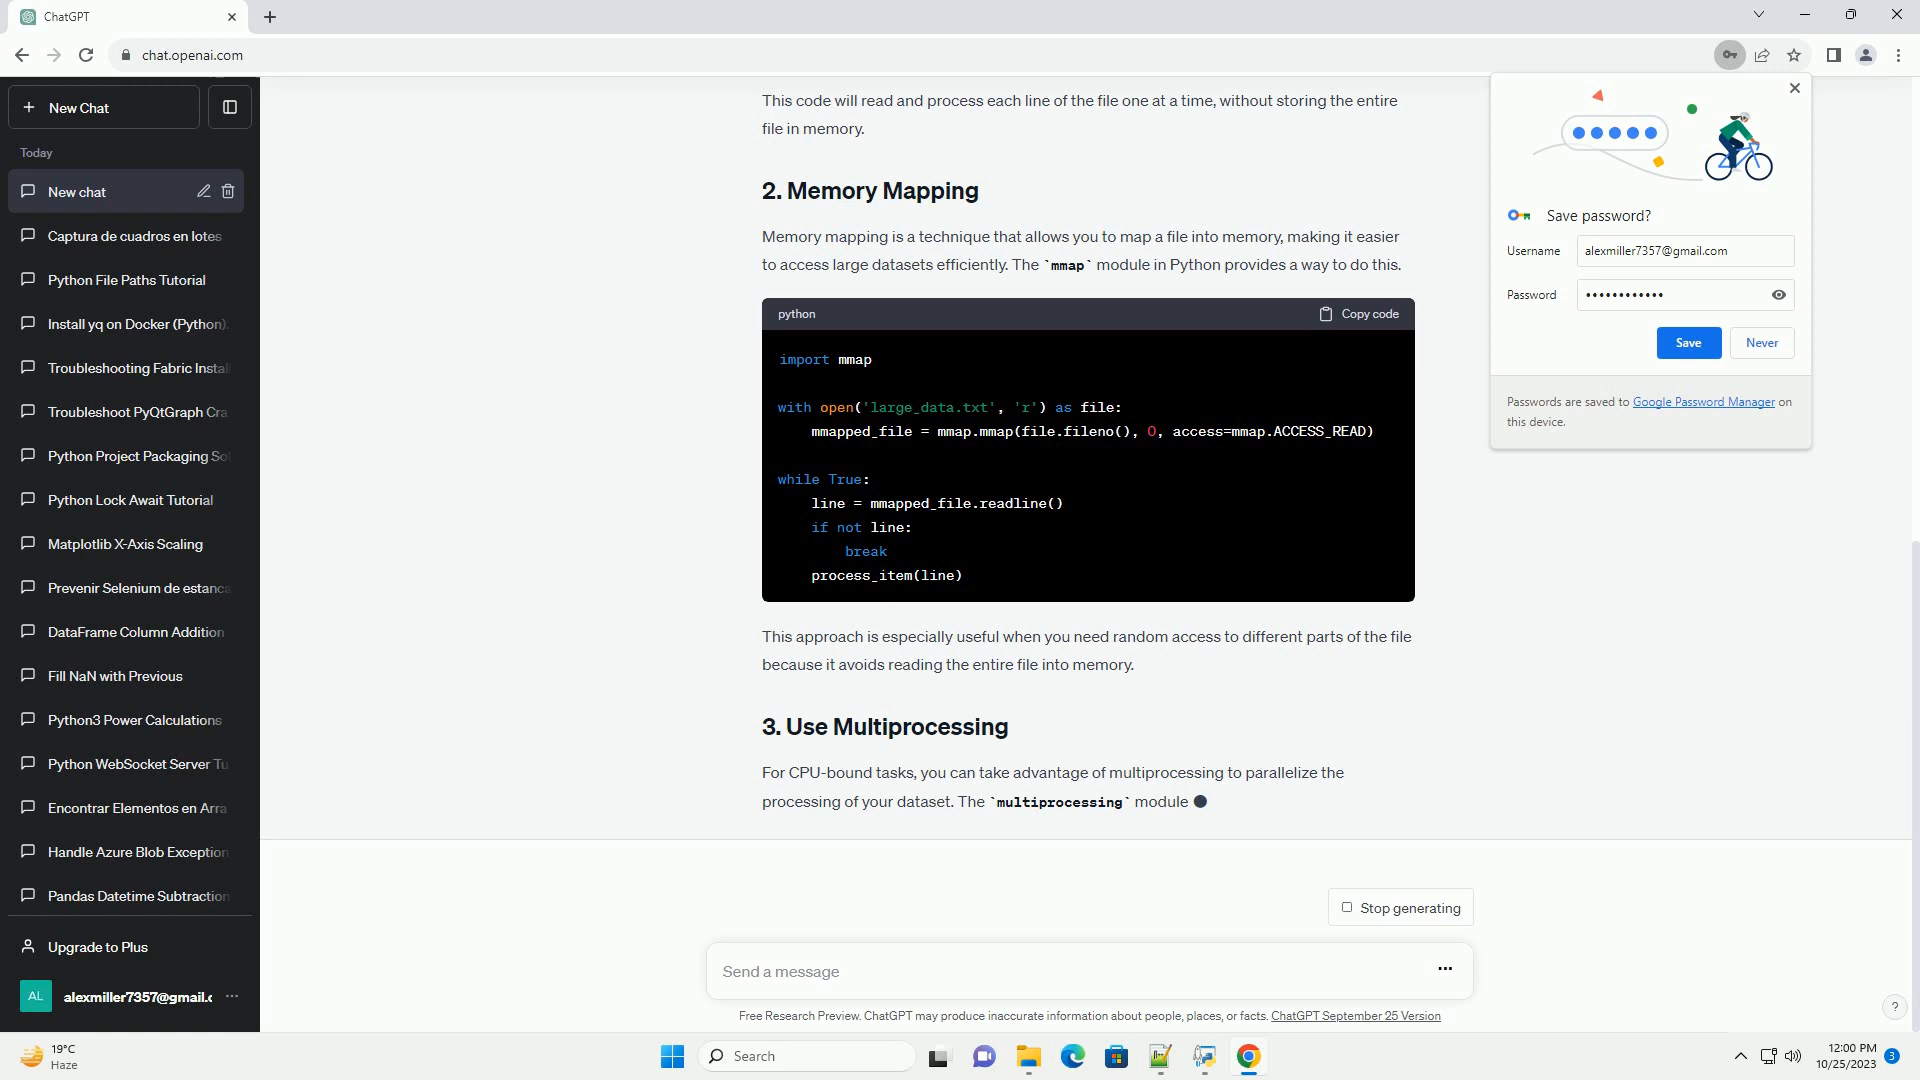 ChatGPT
chat.openai.com
New Chat
Today
New chat
Captura de cuadros en lotes
Python File Paths Tutorial
Install yq on Docker (Python).
Troubleshooting Fabric Instal
Troubleshoot PyQtGraph Cra
Python Project Packaging So
Python Lock Await Tutorial
Matplotlib X-Axis Scaling
Prevenir Selenium de estanca
DataFrame Column Addition
Fill NaN with Previous
Python3 Power Calculations
Python WebSocket Server Tu
Encontrar Elementos en Arra
Handle Azure Blob Exception
Pandas Datetime Subtraction
Upgrade to Plus
AL alexmiller7357@gmail.c
This code will read and process each line of the file one at a time, without storing the entire
file in memory.
2. Memory Mapping
Memory mapping is a technique that allows you to map a file into memory, making it easier
to access large datasets efficiently. The `mmap` module in Python provides a way to do this.
python Copy code
import mmap
with open('large_data.txt', 'r') as file:
    mmapped_file = mmap.mmap(file.fileno(), 0, access=mmap.ACCESS_READ)
while True:
    line = mmapped_file.readline()
    if not line:
        break
    process_item(line)
This approach is especially useful when you need random access to different parts of the file
because it avoids reading the entire file into memory.
3. Use Multiprocessing
For CPU-bound tasks, you can take advantage of multiprocessing to parallelize the
processing of your dataset. The `multiprocessing` module
Stop generating
Send a message
Free Research Preview. ChatGPT may produce inaccurate information about people, places, or facts. ChatGPT September 25 Version
?
Save password?
Username alexmiller7357@gmail.com
Password ••••••••••••
Save Never
Passwords are saved to Google Password Manager on
this device.
19°C
Haze
Search
12:00 PM
10/25/2023
3